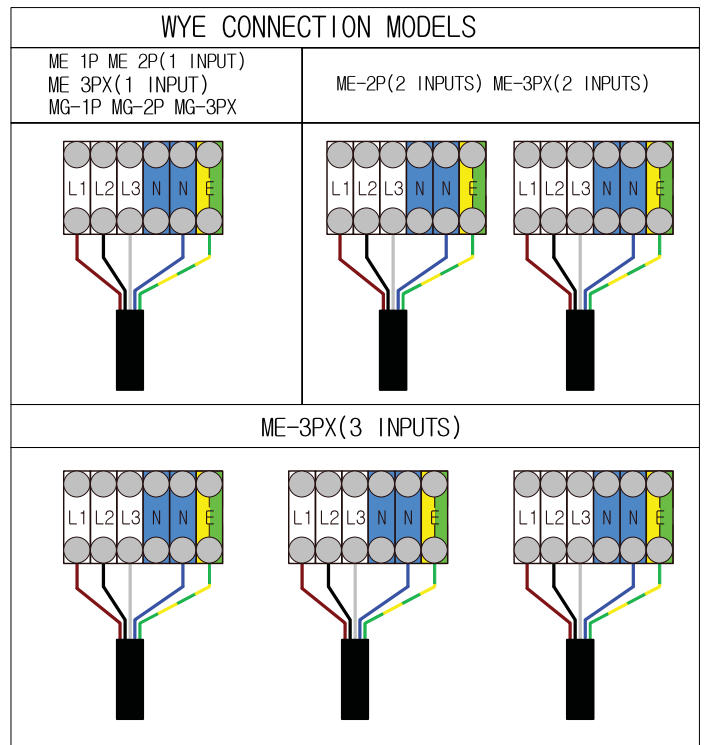 WYE CONNECTION MODELS
ME 1P ME 2P(1 INPUT)
ME 3PX(1 INPUT)
MG-1P MG-2P MG-3PX
ME-2P(2 INPUTS) ME-3PX(2 INPUTS)
L1 L2 L3 N N E
L1 L2 L3 N N E
L1 L2 L3 N N E
ME-3PX(3 INPUTS)
L1 L2 L3 N N E
L1 L2 L3 N N E
L1 L2 L3 N N E